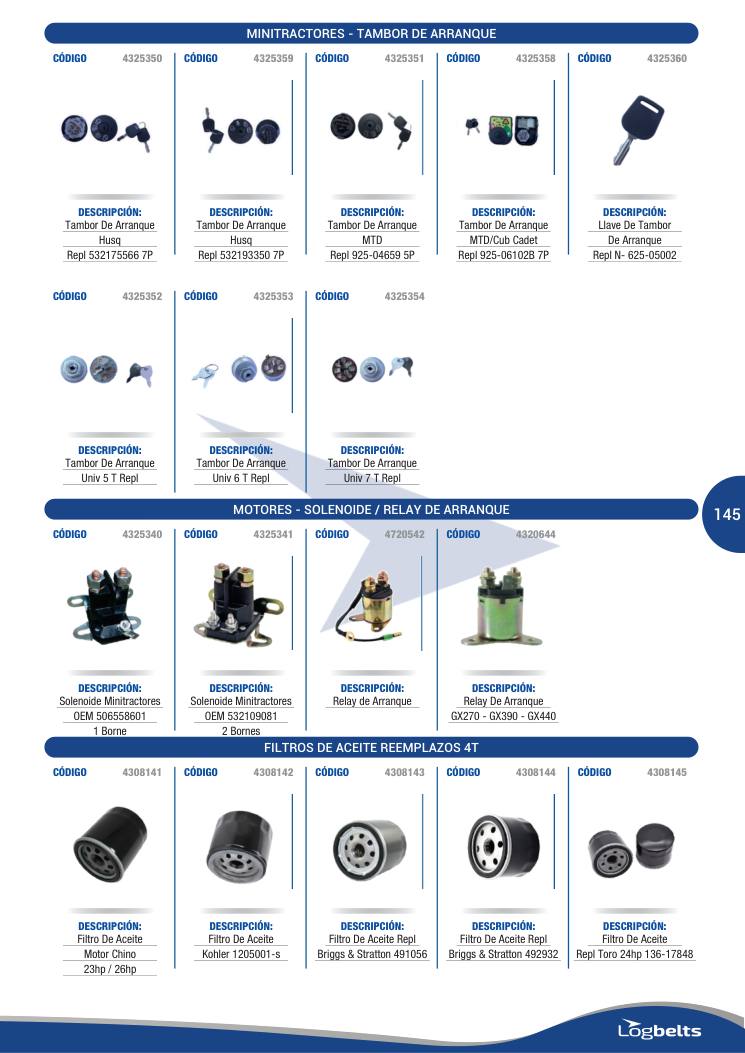 MINITRACTORES - TAMBOR DE ARRANQUE
CÓDIGO 4325350
DESCRIPCIÓN:
Tambor De Arranque
Husq
Repl 532175566 7P
CÓDIGO 4325359
DESCRIPCIÓN:
Tambor De Arranque
Husq
Repl 532193350 7P
CÓDIGO 4325351
DESCRIPCIÓN:
Tambor De Arranque
MTD
Repl 925-04659 5P
CÓDIGO 4325358
DESCRIPCIÓN:
Tambor De Arranque
MTD/Cub Cadet
Repl 925-06102B 7P
CÓDIGO 4325360
DESCRIPCIÓN:
Llave De Tambor
De Arranque
Repl N- 625-05002
CÓDIGO 4325352
DESCRIPCIÓN:
Tambor De Arranque
Univ 5 T Repl
CÓDIGO 4325353
DESCRIPCIÓN:
Tambor De Arranque
Univ 6 T Repl
CÓDIGO 4325354
DESCRIPCIÓN:
Tambor De Arranque
Univ 7 T Repl
MOTORES - SOLENOIDE / RELAY DE ARRANQUE
145
CÓDIGO 4325340
DESCRIPCIÓN:
Solenoide Minitractores
OEM 506558601
1 Borne
CÓDIGO 4325341
DESCRIPCIÓN:
Solenoide Minitractores
OEM 532109081
2 Bornes
CÓDIGO 4720542
DESCRIPCIÓN:
Relay de Arranque
CÓDIGO 4320644
DESCRIPCIÓN:
Relay De Arranque
GX270 - GX390 - GX440
FILTROS DE ACEITE REEMPLAZOS 4T
CÓDIGO 4308141
DESCRIPCIÓN:
Filtro De Aceite
Motor Chino
23hp / 26hp
CÓDIGO 4308142
DESCRIPCIÓN:
Filtro De Aceite
Kohler 1205001-s
CÓDIGO 4308143
DESCRIPCIÓN:
Filtro De Aceite Repl
Briggs & Stratton 491056
CÓDIGO 4308144
DESCRIPCIÓN:
Filtro De Aceite Repl
Briggs & Stratton 492932
CÓDIGO 4308145
DESCRIPCIÓN:
Filtro De Aceite
Repl Toro 24hp 136-17848
Logbelts